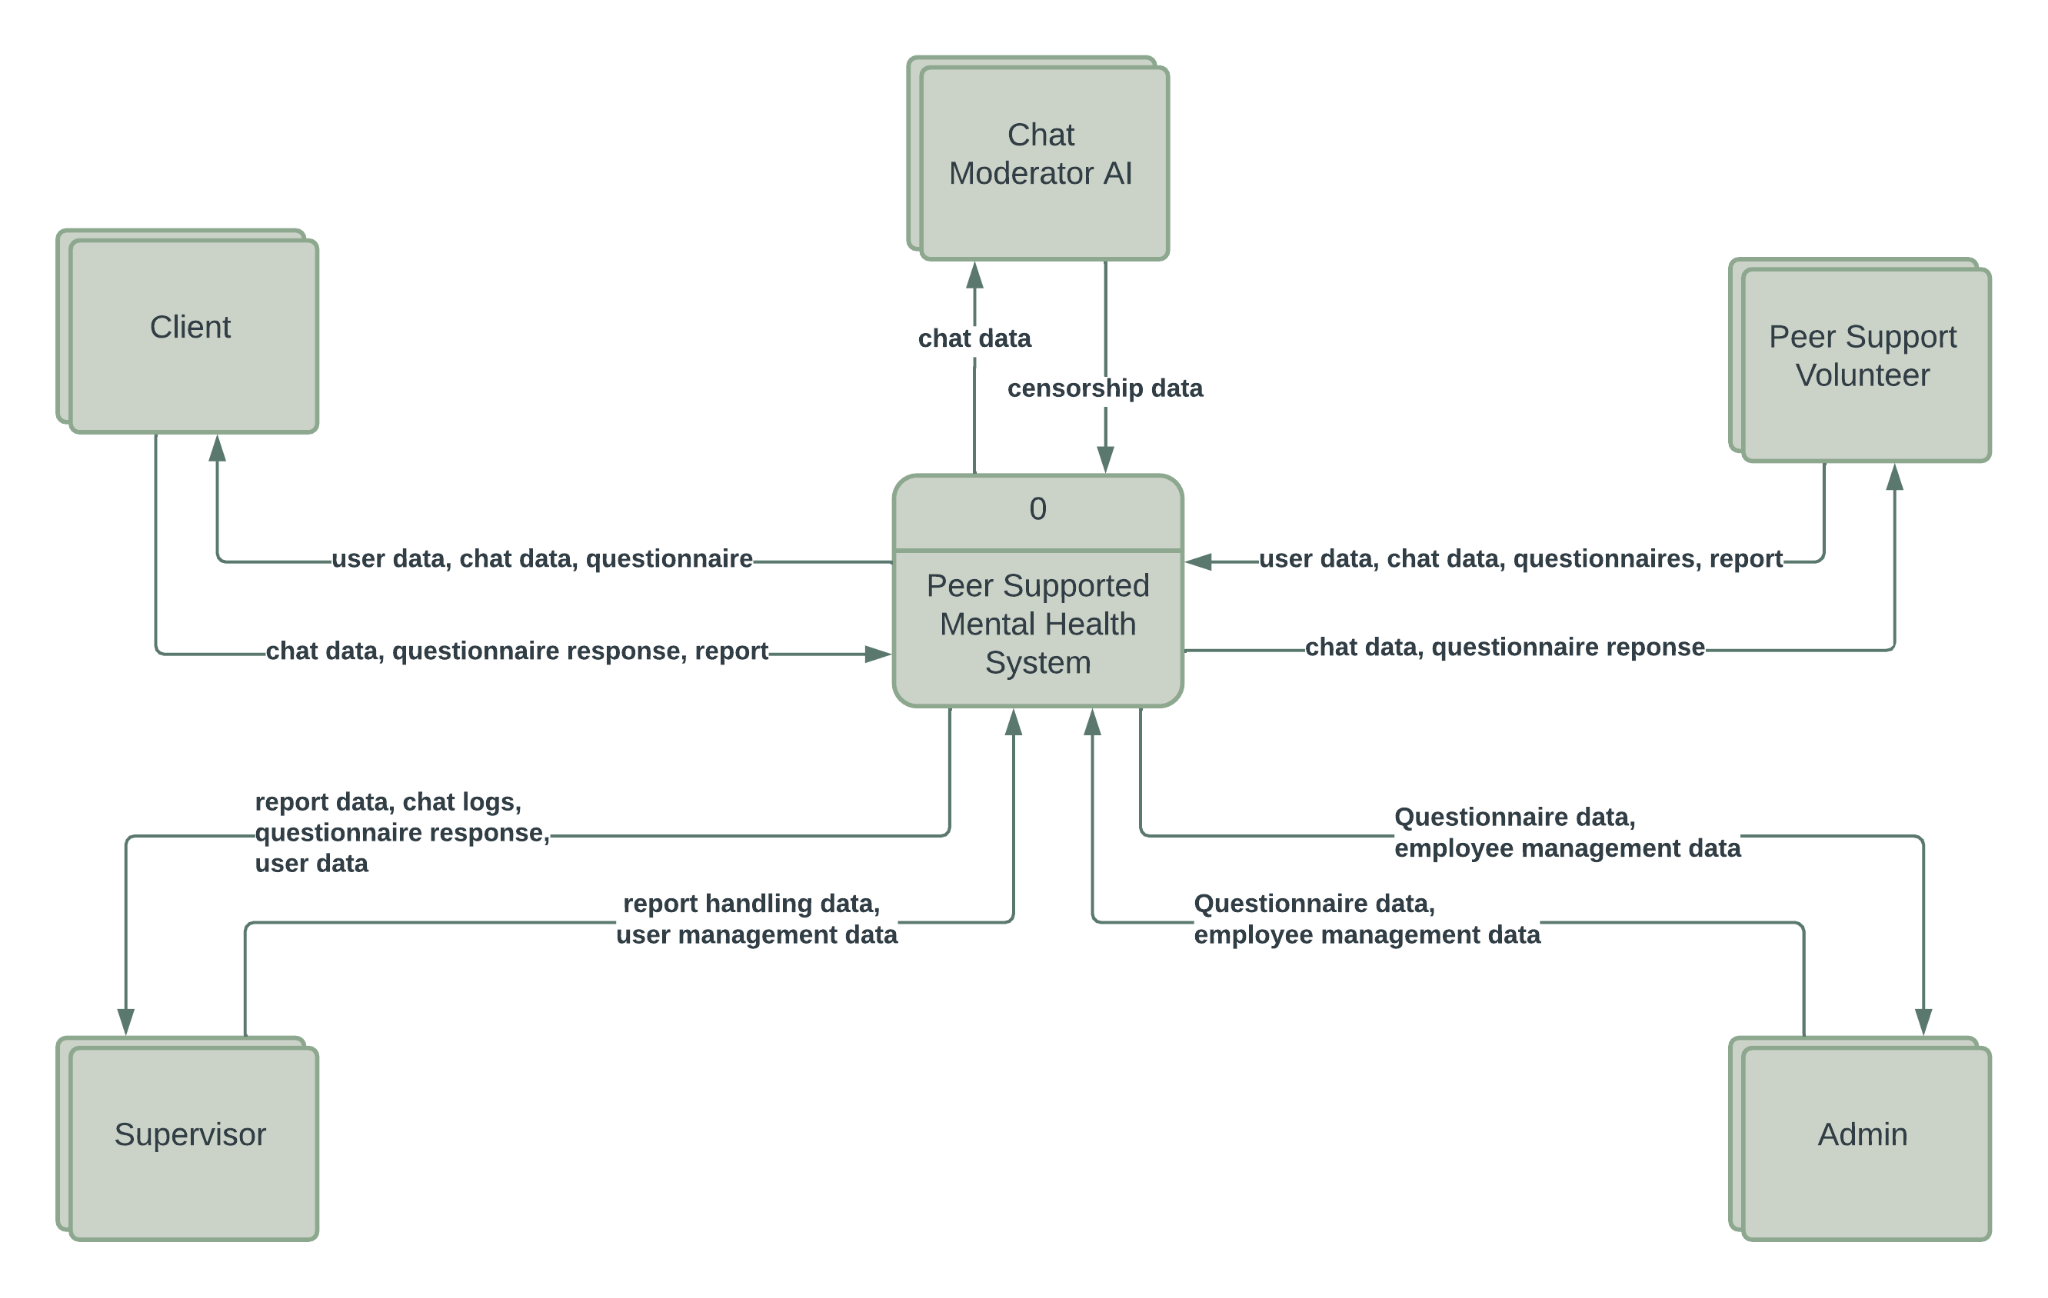 Chat
Moderator AI
Client
Peer Support
Volunteer
chat data
censorship data
0
Peer Supported
Mental Health
System
user data, chat data, questionnaire
user data, chat data, questionnaires, report
chat data, questionnaire response, report
chat data, questionnaire reponse
report data, chat logs,
questionnaire response,
user data
Questionnaire data,
employee management data
report handling data,
user management data
Questionnaire data,
employee management data
Supervisor
Admin